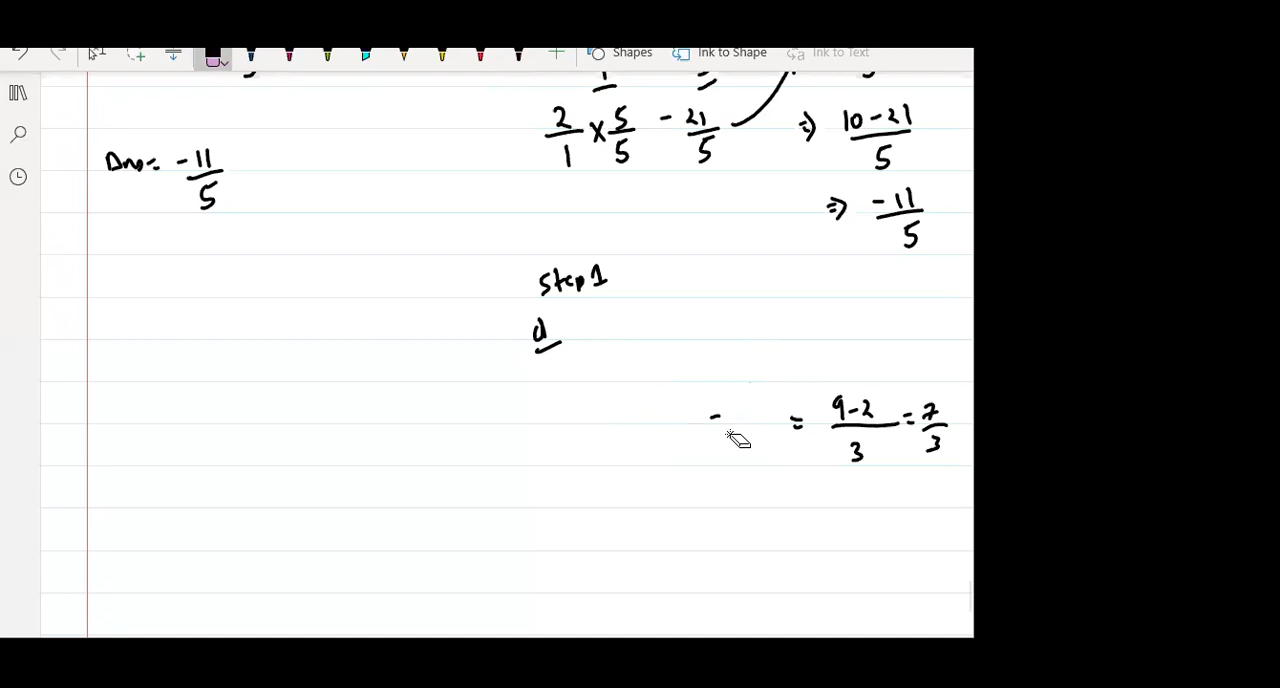 Shapes Ink to Shape Ink to Text
2/1 × 5/5 - 21/5 ⇒ 10-21/5
Ans= -11/5
⇒ -11/5
Step 1
d
- = 9-2/3 = 7/3